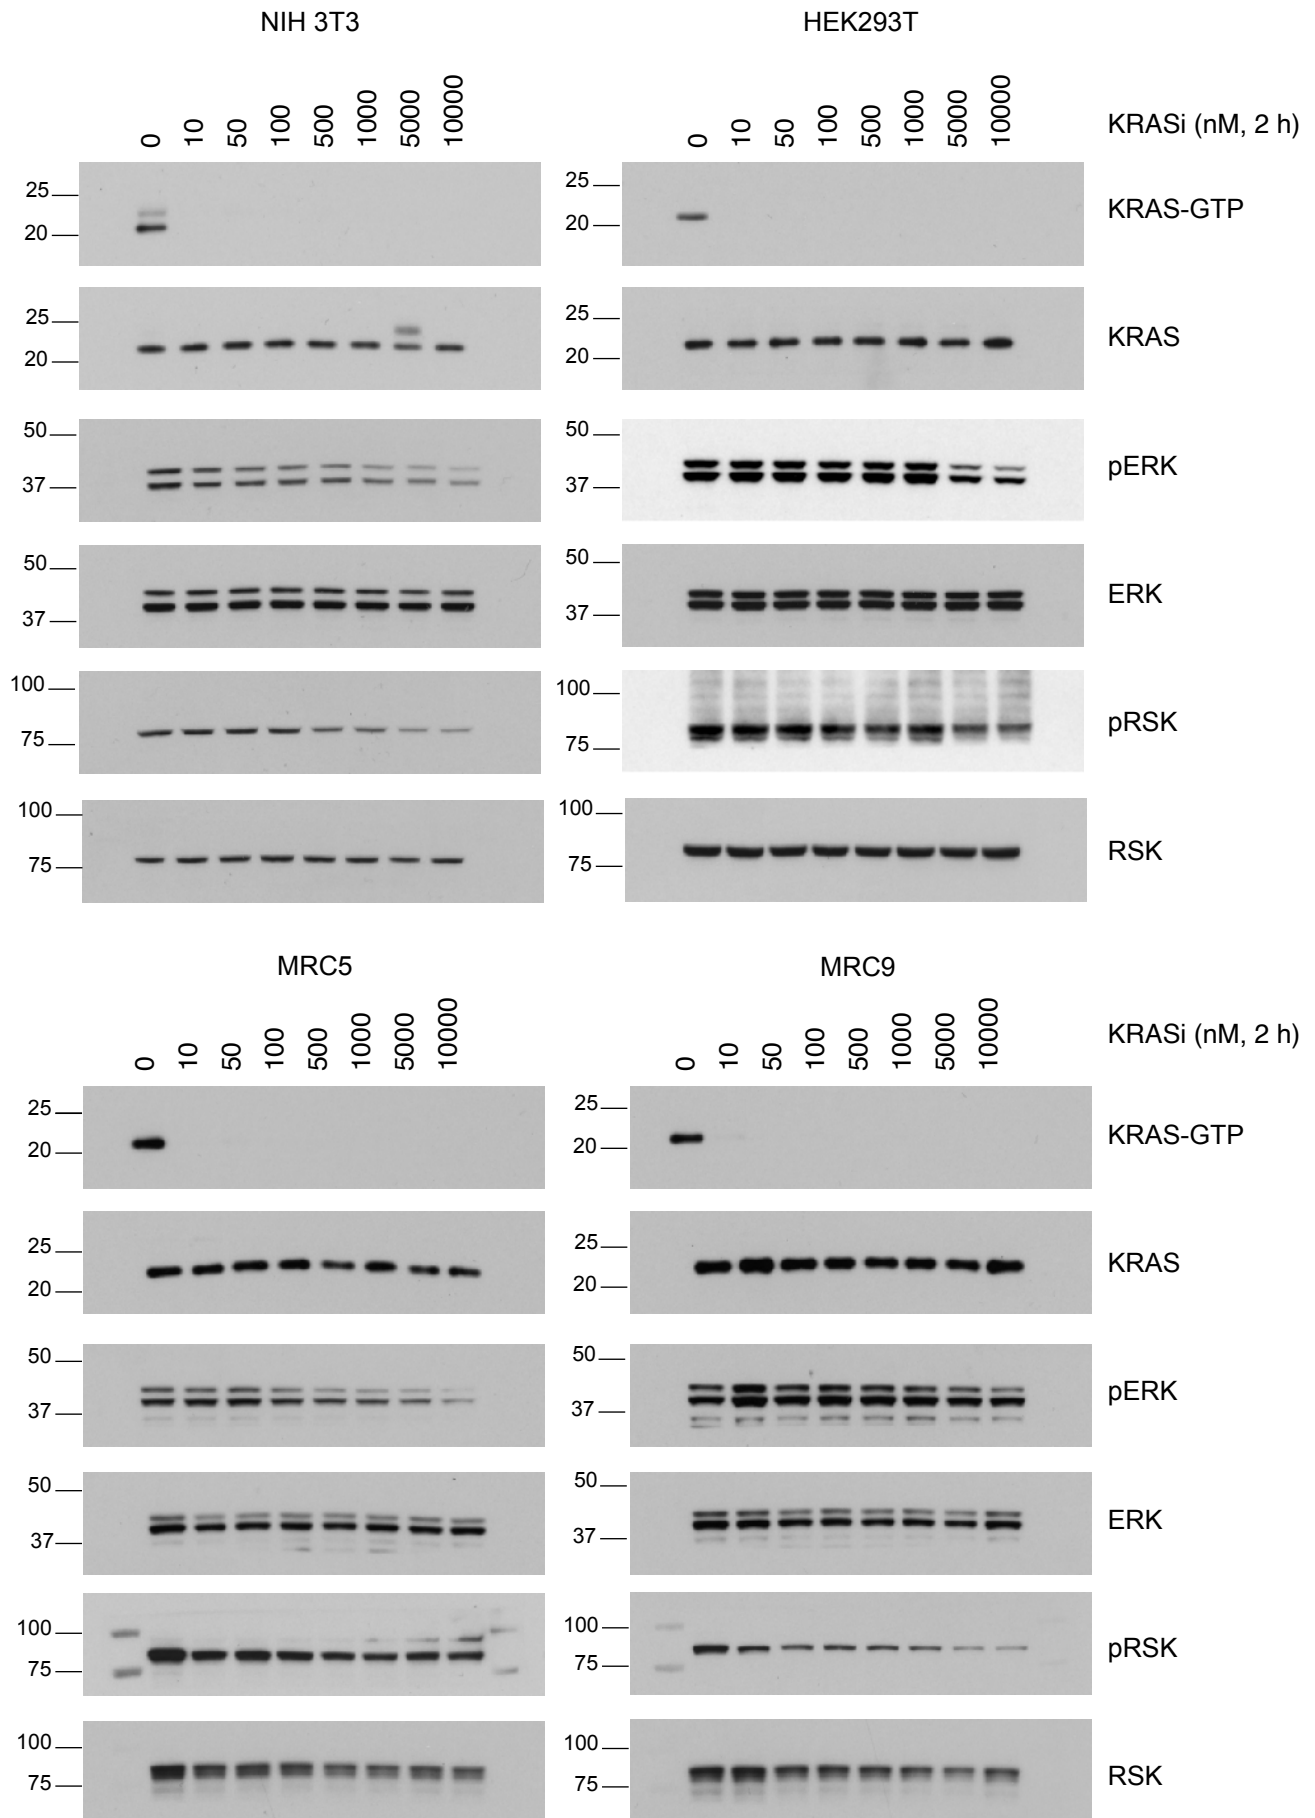 NIH 3T3 HEK293T
0 10 50 100 500 1000 5000 10000 0 10 50 100 500 1000 5000 10000 KRASi (nM, 2 h)
25 25
20 20 KRAS-GTP
25 25
20 20 KRAS
50 50
37 37 pERK
50 50
37 37 ERK
100 100
75 75 pRSK
100 100
75 75 RSK
MRC5 MRC9
0 10 50 100 500 1000 5000 10000 0 10 50 100 500 1000 5000 10000 KRASi (nM, 2 h)
25 25
20 20 KRAS-GTP
25 25
20 20 KRAS
50 50
37 37 pERK
50 50
37 37 ERK
100 100
75 75 pRSK
100 100
75 75 RSK